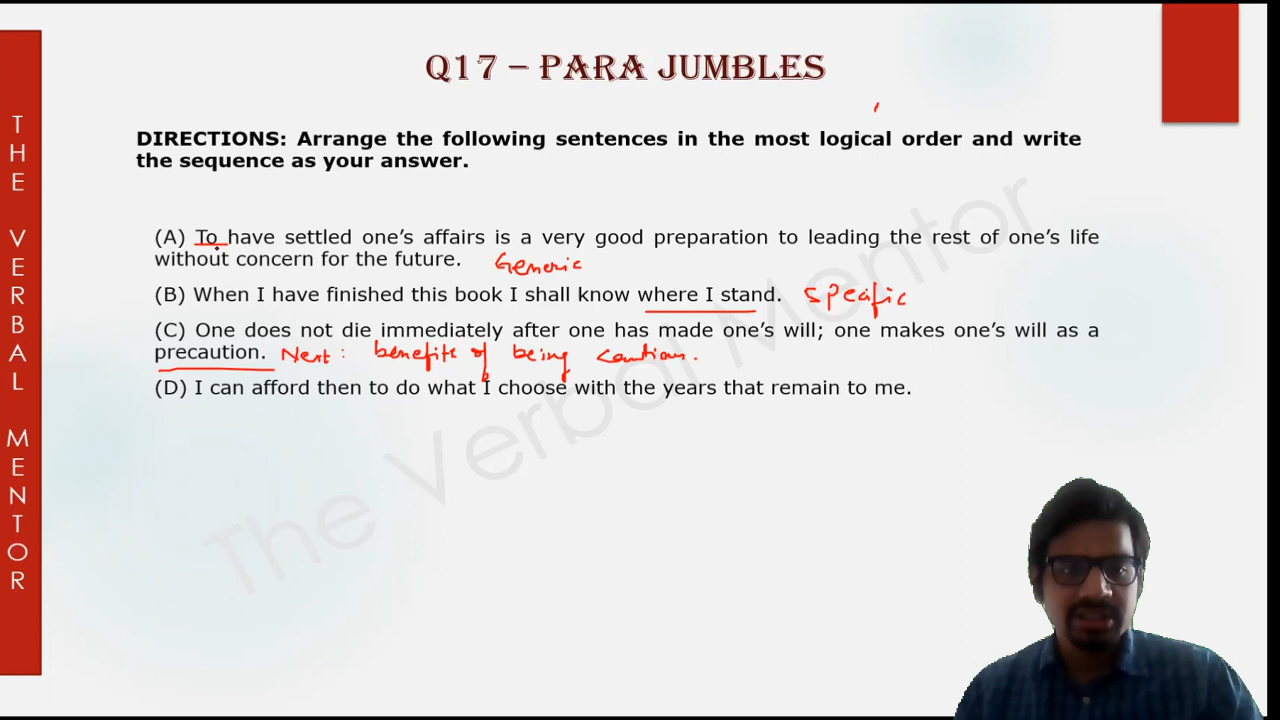 THE VERBAL MENTOR
Q17 – PARA JUMBLES
DIRECTIONS: Arrange the following sentences in the most logical order and write
the sequence as your answer.
(A) To have settled one's affairs is a very good preparation to leading the rest of one's life
without concern for the future. Generic
(B) When I have finished this book I shall know where I stand. Specific
(C) One does not die immediately after one has made one's will; one makes one's will as a
precaution. Next: benefits of being cautious.
(D) I can afford then to do what I choose with the years that remain to me.
The Verbal Mentor